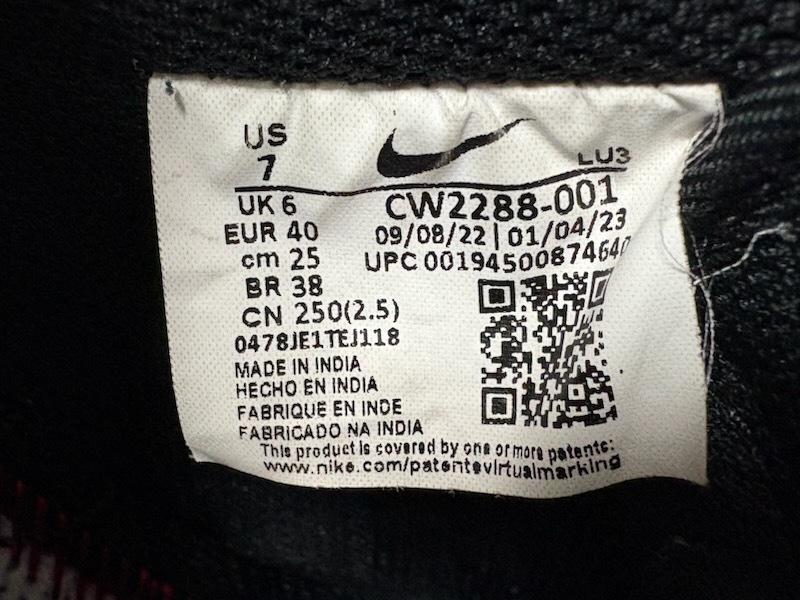 US
7
LU3
UK 6
CW2288-001
EUR 40
09/08/22 | 01/04/23
cm 25
UPC 00194500874640
BR 38
CN 250(2.5)
0478JE1TEJ118
MADE IN INDIA
HECHO EN INDIA
FABRIQUE EN INDE
FABRICADO NA INDIA
This product is covered by one or more patents:
www.nike.com/patentsvirtualmarking